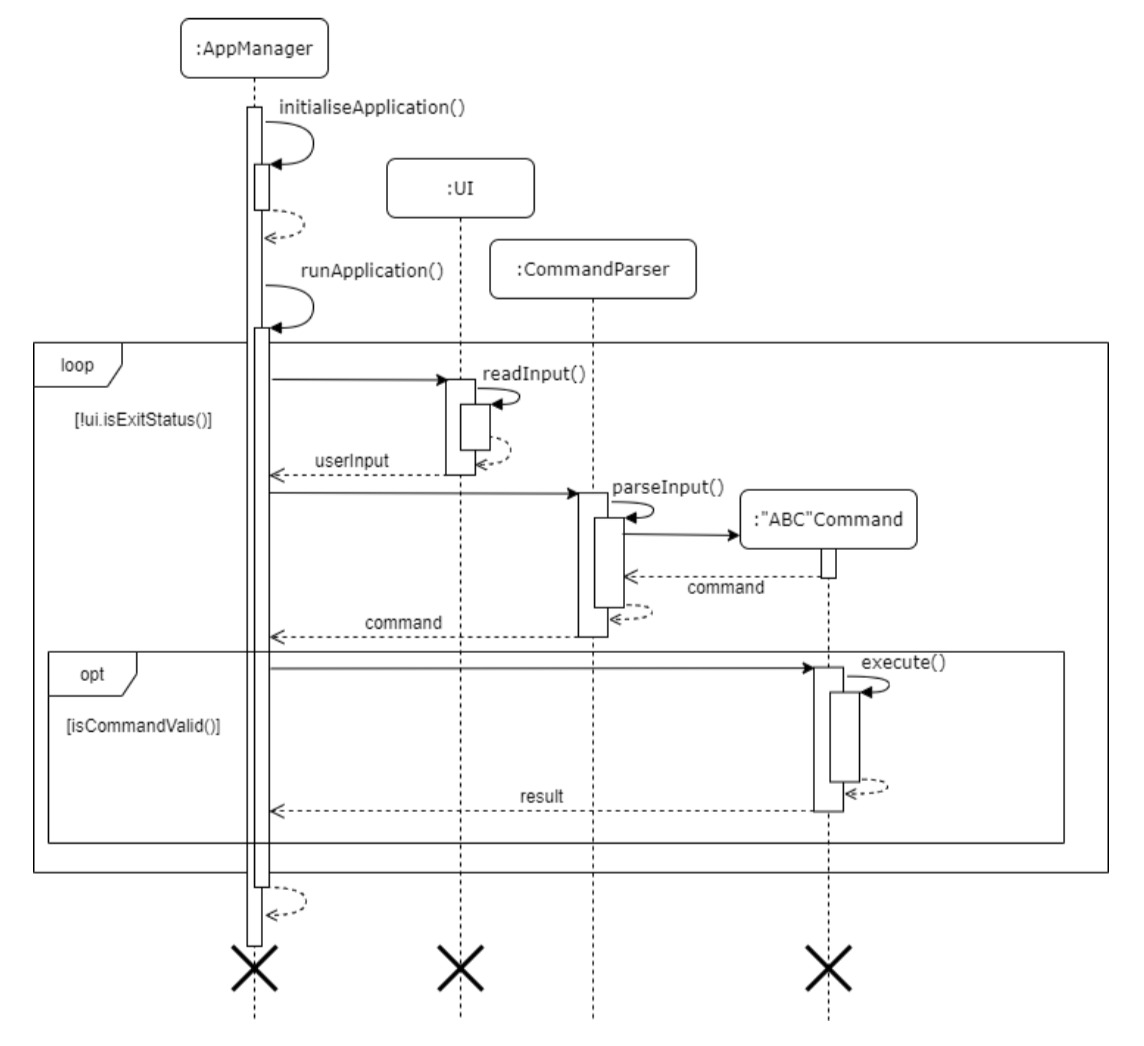 :AppManager
initialiseApplication()
:UI
:CommandParser
runApplication()
loop
readInput()
[!ui.isExitStatus()]
userInput
parseInput()
:"ABC"Command
command
command
opt
execute()
[isCommandValid()]
result